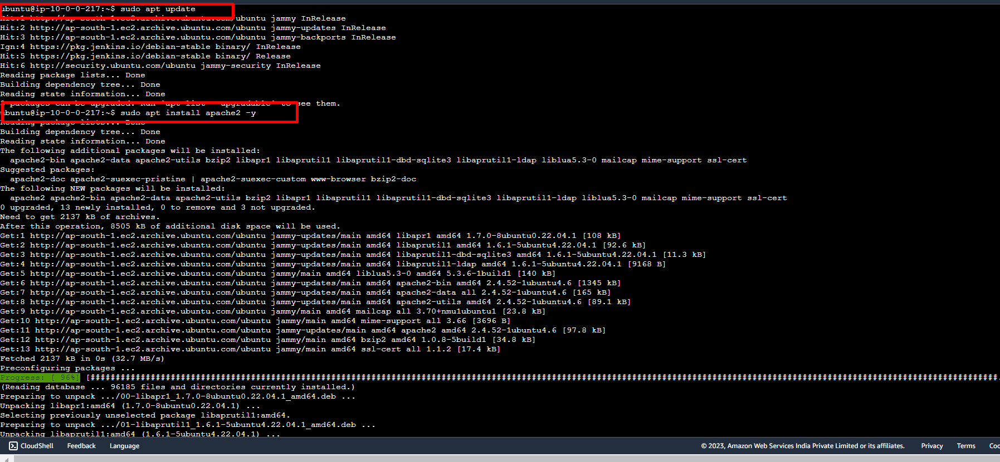 ubuntu@ip-10-0-0-217:~$ sudo apt update
Hit:1 http://ap-south-1.ec2.archive.ubuntu.com/ubuntu jammy InRelease
Hit:2 http://ap-south-1.ec2.archive.ubuntu.com/ubuntu jammy-updates InRelease
Hit:3 http://ap-south-1.ec2.archive.ubuntu.com/ubuntu jammy-backports InRelease
Ign:4 https://pkg.jenkins.io/debian-stable binary/ InRelease
Hit:5 https://pkg.jenkins.io/debian-stable binary/ Release
Hit:6 http://security.ubuntu.com/ubuntu jammy-security InRelease
Reading package lists... Done
Building dependency tree... Done
Reading state information... Done
packages can be upgraded. Run 'apt list --upgradable' to see them.
ubuntu@ip-10-0-0-217:~$ sudo apt install apache2 -y
Reading package lists... Done
Building dependency tree... Done
Reading state information... Done
The following additional packages will be installed:
  apache2-bin apache2-data apache2-utils bzip2 libapr1 libaprutil1 libaprutil1-dbd-sqlite3 libaprutil1-ldap liblua5.3-0 mailcap mime-support ssl-cert
Suggested packages:
  apache2-doc apache2-suexec-pristine | apache2-suexec-custom www-browser bzip2-doc
The following NEW packages will be installed:
  apache2 apache2-bin apache2-data apache2-utils bzip2 libapr1 libaprutil1 libaprutil1-dbd-sqlite3 libaprutil1-ldap liblua5.3-0 mailcap mime-support ssl-cert
0 upgraded, 13 newly installed, 0 to remove and 3 not upgraded.
Need to get 2137 kB of archives.
After this operation, 8505 kB of additional disk space will be used.
Get:1 http://ap-south-1.ec2.archive.ubuntu.com/ubuntu jammy-updates/main amd64 libapr1 amd64 1.7.0-8ubuntu0.22.04.1 [108 kB]
Get:2 http://ap-south-1.ec2.archive.ubuntu.com/ubuntu jammy-updates/main amd64 libaprutil1 amd64 1.6.1-5ubuntu4.22.04.1 [92.6 kB]
Get:3 http://ap-south-1.ec2.archive.ubuntu.com/ubuntu jammy-updates/main amd64 libaprutil1-dbd-sqlite3 amd64 1.6.1-5ubuntu4.22.04.1 [11.3 kB]
Get:4 http://ap-south-1.ec2.archive.ubuntu.com/ubuntu jammy-updates/main amd64 libaprutil1-ldap amd64 1.6.1-5ubuntu4.22.04.1 [9168 B]
Get:5 http://ap-south-1.ec2.archive.ubuntu.com/ubuntu jammy/main amd64 liblua5.3-0 amd64 5.3.6-1build1 [140 kB]
Get:6 http://ap-south-1.ec2.archive.ubuntu.com/ubuntu jammy-updates/main amd64 apache2-bin amd64 2.4.52-1ubuntu4.6 [1345 kB]
Get:7 http://ap-south-1.ec2.archive.ubuntu.com/ubuntu jammy-updates/main amd64 apache2-data all 2.4.52-1ubuntu4.6 [165 kB]
Get:8 http://ap-south-1.ec2.archive.ubuntu.com/ubuntu jammy-updates/main amd64 apache2-utils amd64 2.4.52-1ubuntu4.6 [89.1 kB]
Get:9 http://ap-south-1.ec2.archive.ubuntu.com/ubuntu jammy/main amd64 mailcap all 3.70+nmu1ubuntu1 [23.8 kB]
Get:10 http://ap-south-1.ec2.archive.ubuntu.com/ubuntu jammy/main amd64 mime-support all 3.66 [3696 B]
Get:11 http://ap-south-1.ec2.archive.ubuntu.com/ubuntu jammy-updates/main amd64 apache2 amd64 2.4.52-1ubuntu4.6 [97.8 kB]
Get:12 http://ap-south-1.ec2.archive.ubuntu.com/ubuntu jammy/main amd64 bzip2 amd64 1.0.8-5build1 [34.8 kB]
Get:13 http://ap-south-1.ec2.archive.ubuntu.com/ubuntu jammy/main amd64 ssl-cert all 1.1.2 [17.4 kB]
Fetched 2137 kB in 0s (32.7 MB/s)
Preconfiguring packages ...
Progress: [ 96%] [####################################################################################################################################################################################.
(Reading database ... 96185 files and directories currently installed.)
Preparing to unpack .../00-libapr1_1.7.0-8ubuntu0.22.04.1_amd64.deb ...
Unpacking libapr1:amd64 (1.7.0-8ubuntu0.22.04.1) ...
Selecting previously unselected package libaprutil1:amd64.
Preparing to unpack .../01-libaprutil1_1.6.1-5ubuntu4.22.04.1_amd64.deb ...
Unpacking libaprutil1:amd64 (1.6.1-5ubuntu4.22.04.1) ...
CloudShell Feedback Language © 2023, Amazon Web Services India Private Limited or its affiliates. Privacy Terms Coo